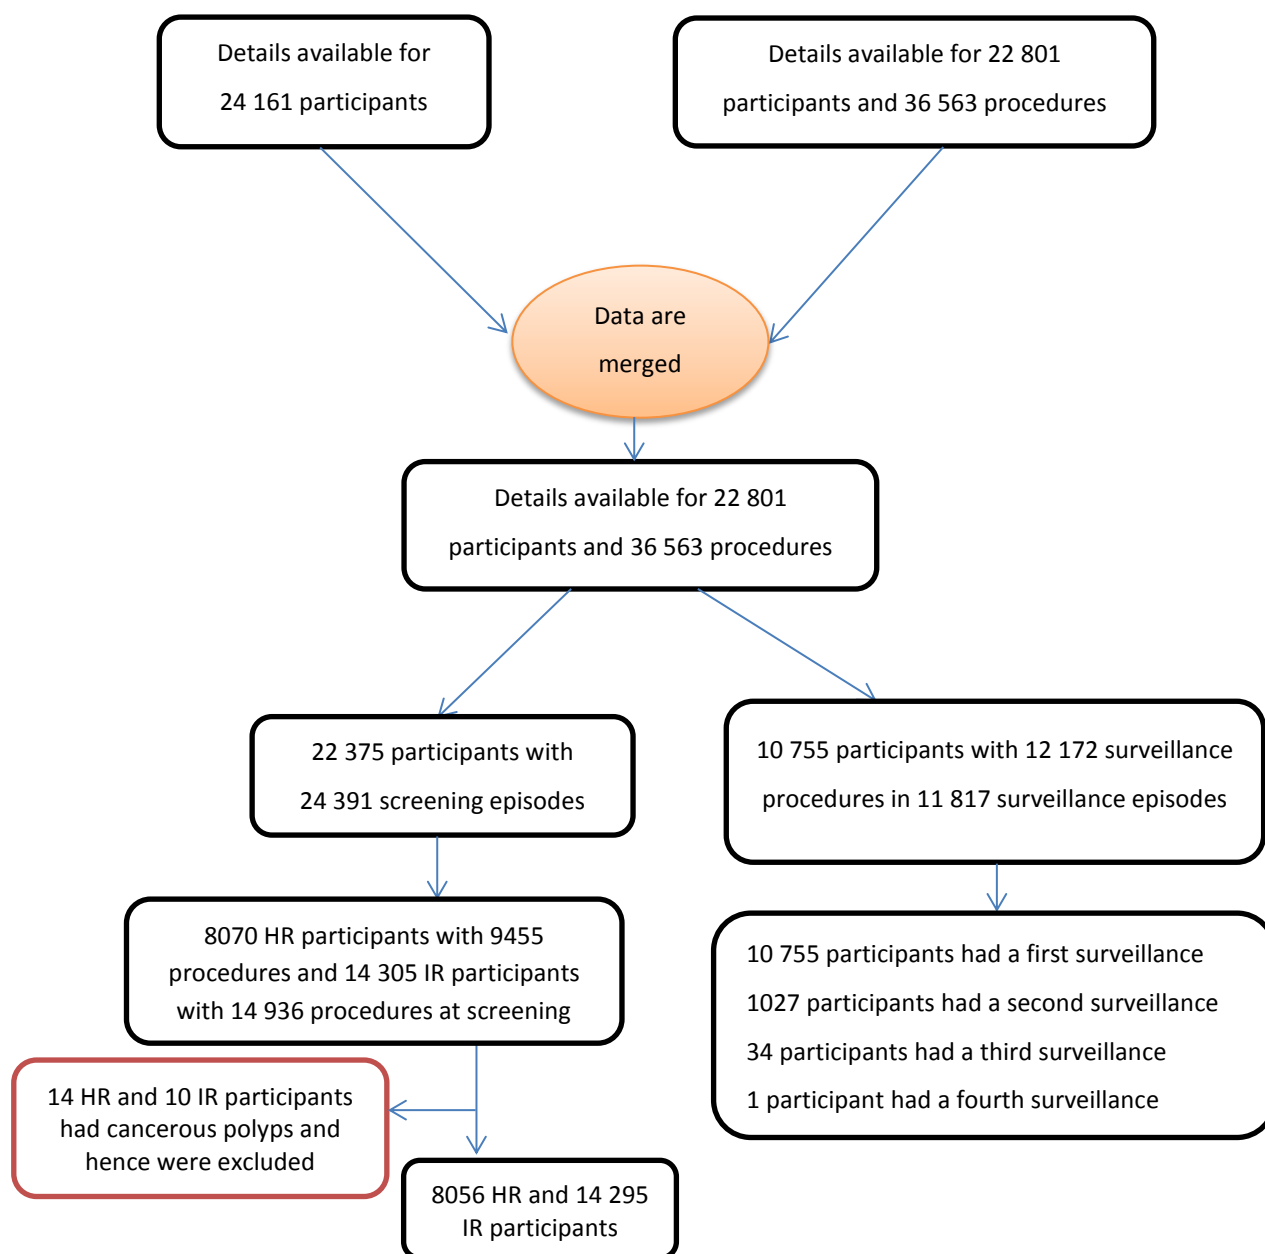 Details available for
24 161 participants
Details available for 22 801
participants and 36 563 procedures
Data are
merged
Details available for 22 801
participants and 36 563 procedures
22 375 participants with
24 391 screening episodes
10 755 participants with 12 172 surveillance
procedures in 11 817 surveillance episodes
8070 HR participants with 9455
procedures and 14 305 IR participants
with 14 936 procedures at screening
10 755 participants had a first surveillance
1027 participants had a second surveillance
34 participants had a third surveillance
1 participant had a fourth surveillance
14 HR and 10 IR participants
had cancerous polyps and
hence were excluded
8056 HR and 14 295
IR participants